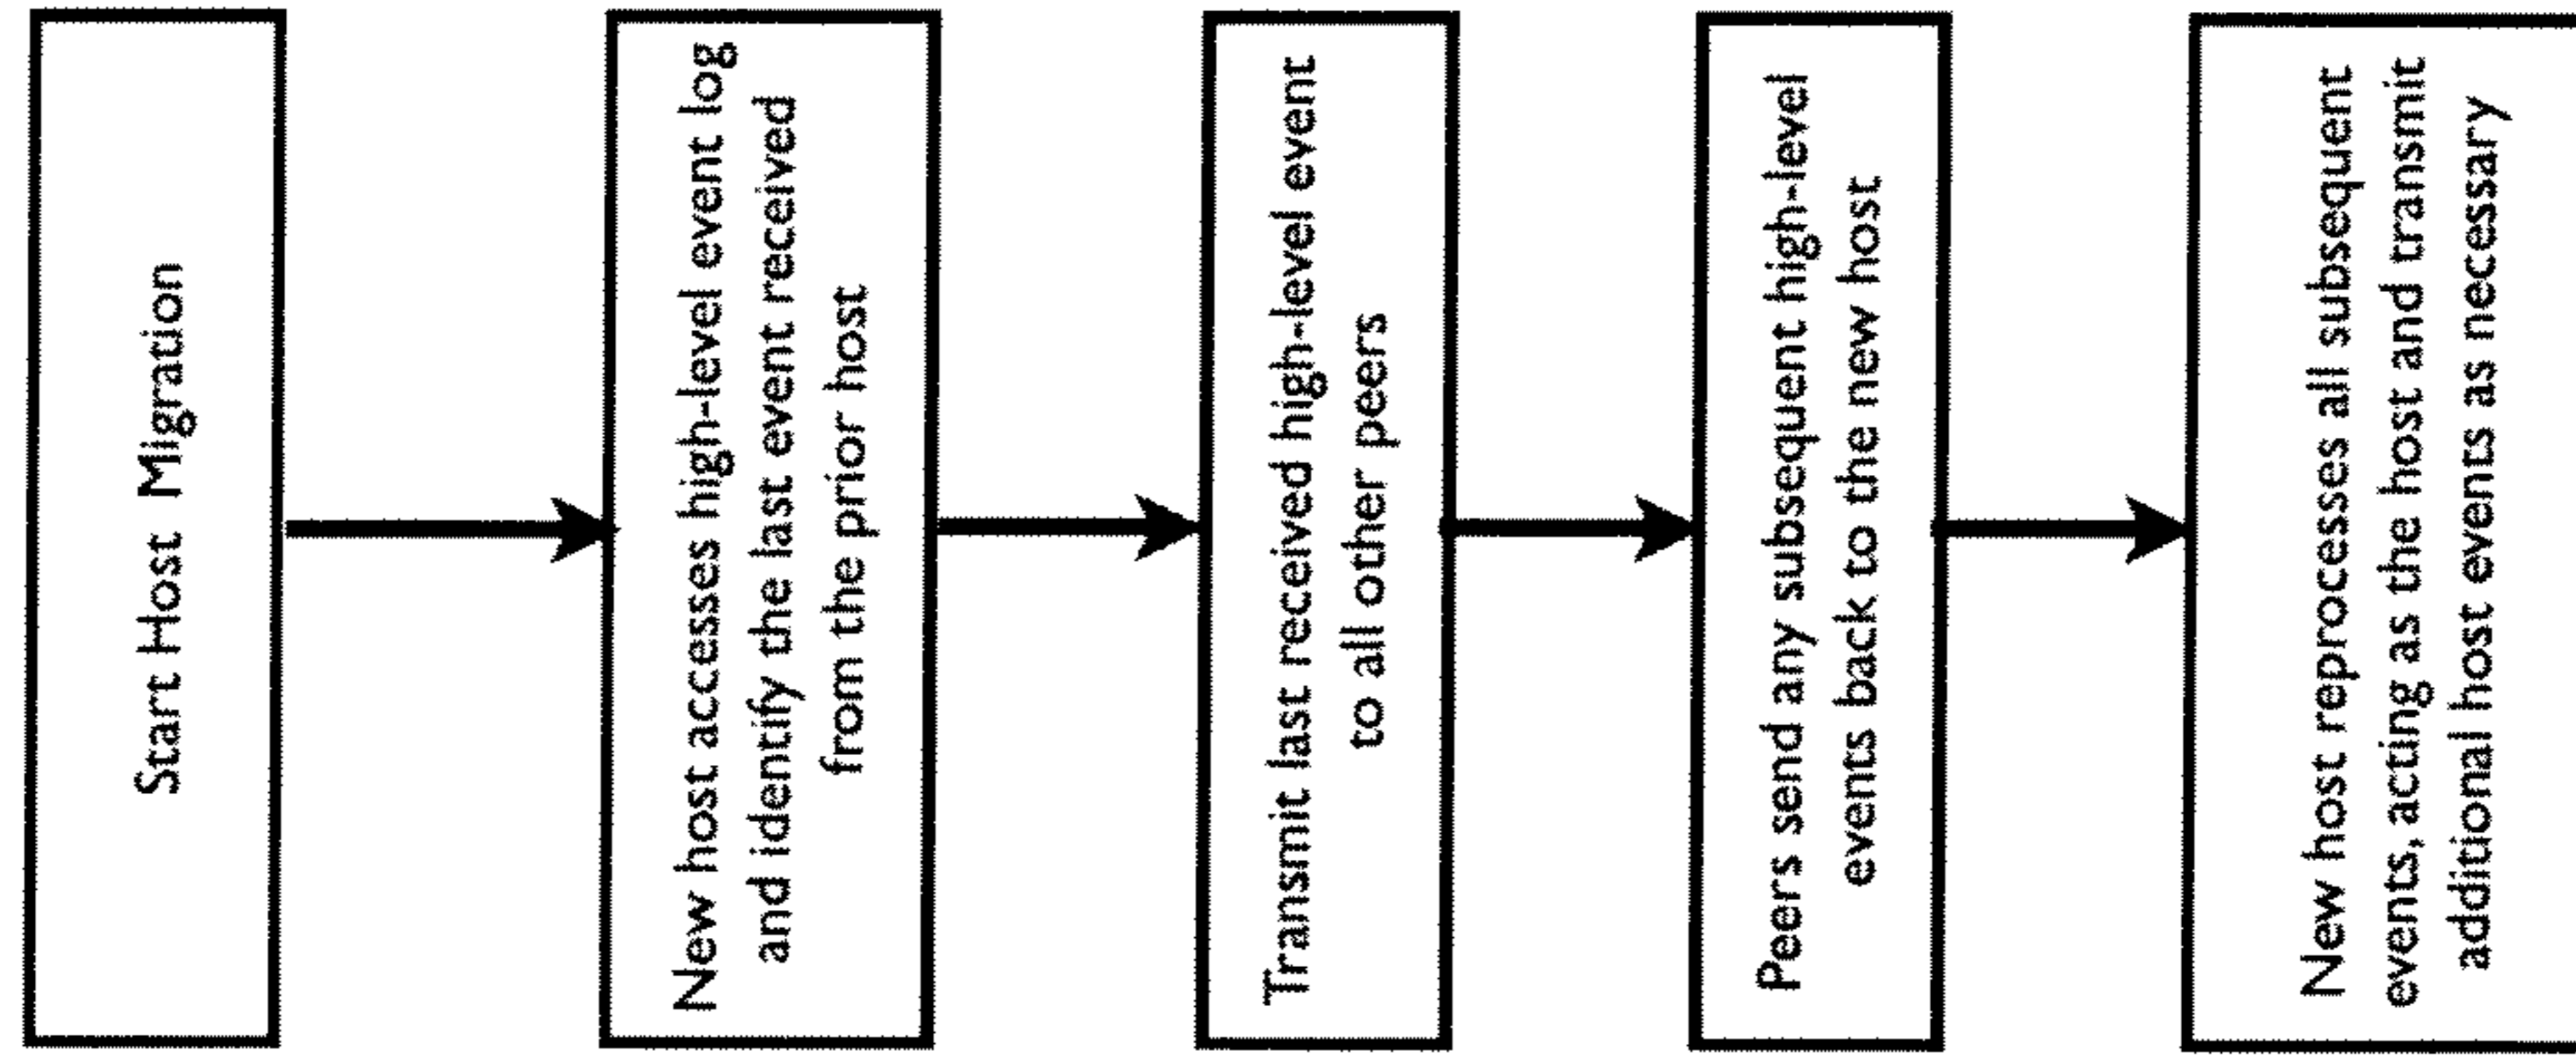 Start Host Migration
New host accesses high-level event log
and identify the last event received
from the prior host
Transmit last received high-level event
to all other peers
Peers send any subsequent high-level
events back to the new host
New host reprocesses all subsequent
events, acting as the host and transmit
additional host events as necessary